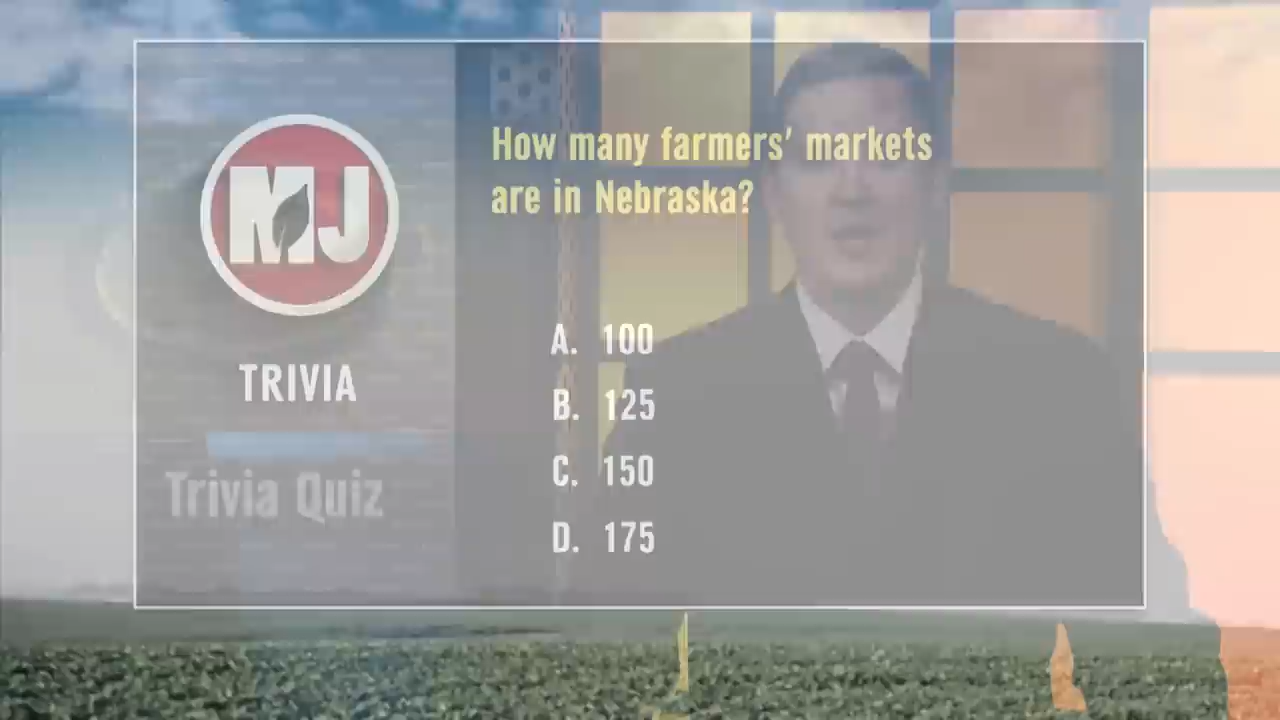 MJ
TRIVIA
Trivia Quiz
How many farmers' markets
are in Nebraska?
A. 100
B. 125
C. 150
D. 175